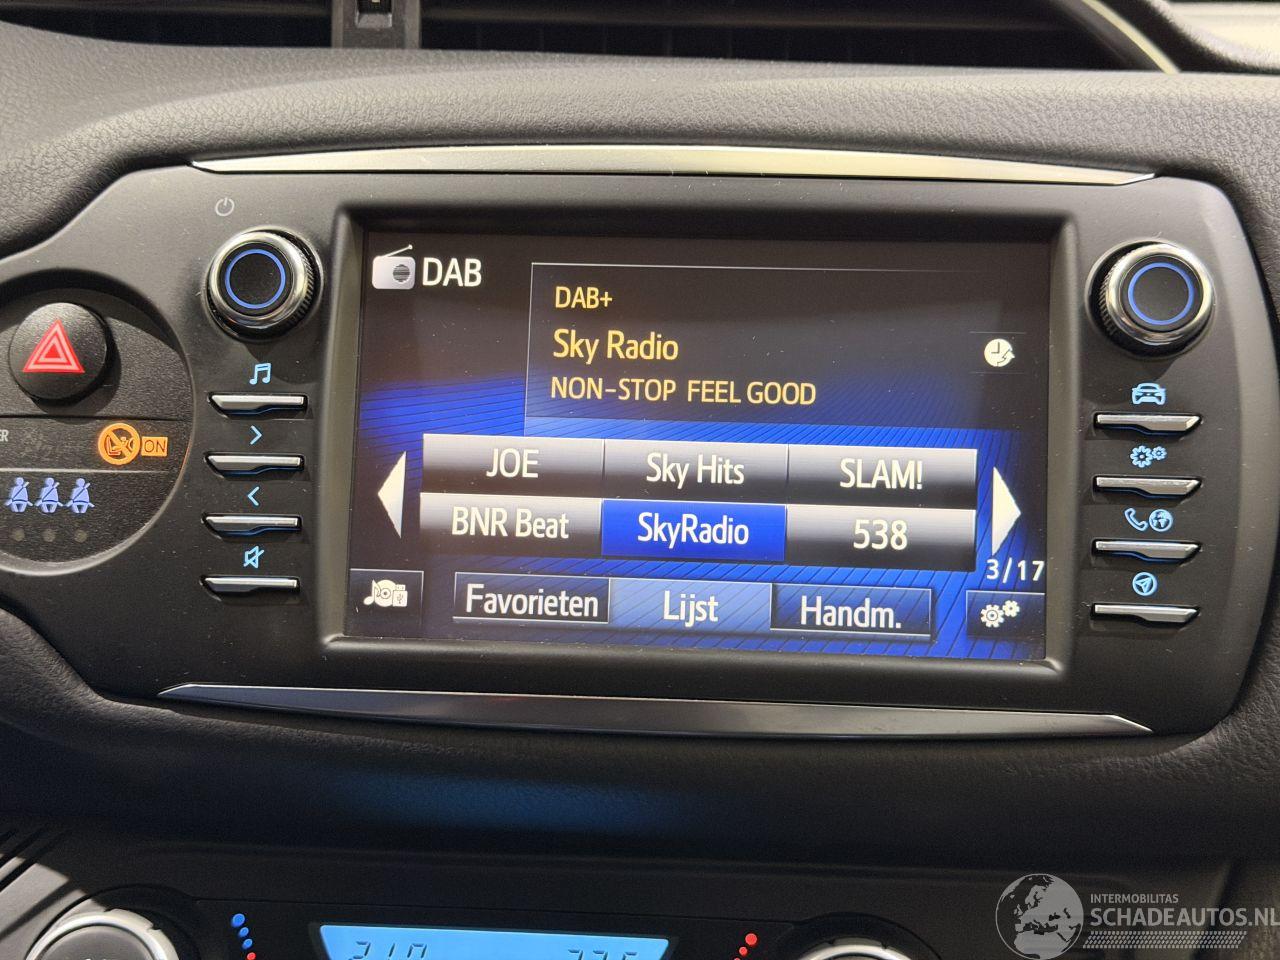 DAB
DAB+
Sky Radio
NON-STOP FEEL GOOD
JOE
Sky Hits
SLAM!
BNR Beat
SkyRadio
538
3/17
Favorieten
Lijst
Handm.
ON
INTERMOBILITAS
SCHADEAUTOS.NL